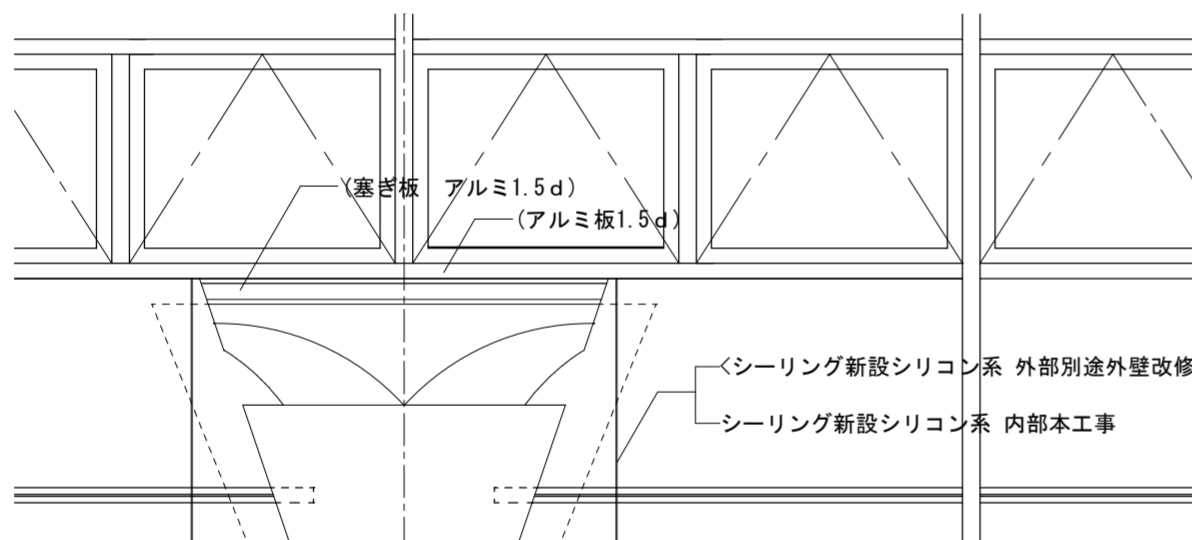 (塞ぎ板　アルミ1.5ｄ)
(アルミ板1.5ｄ)
<シーリング新設シリコン系 外部別途外壁改修
シーリング新設シリコン系 内部本工事